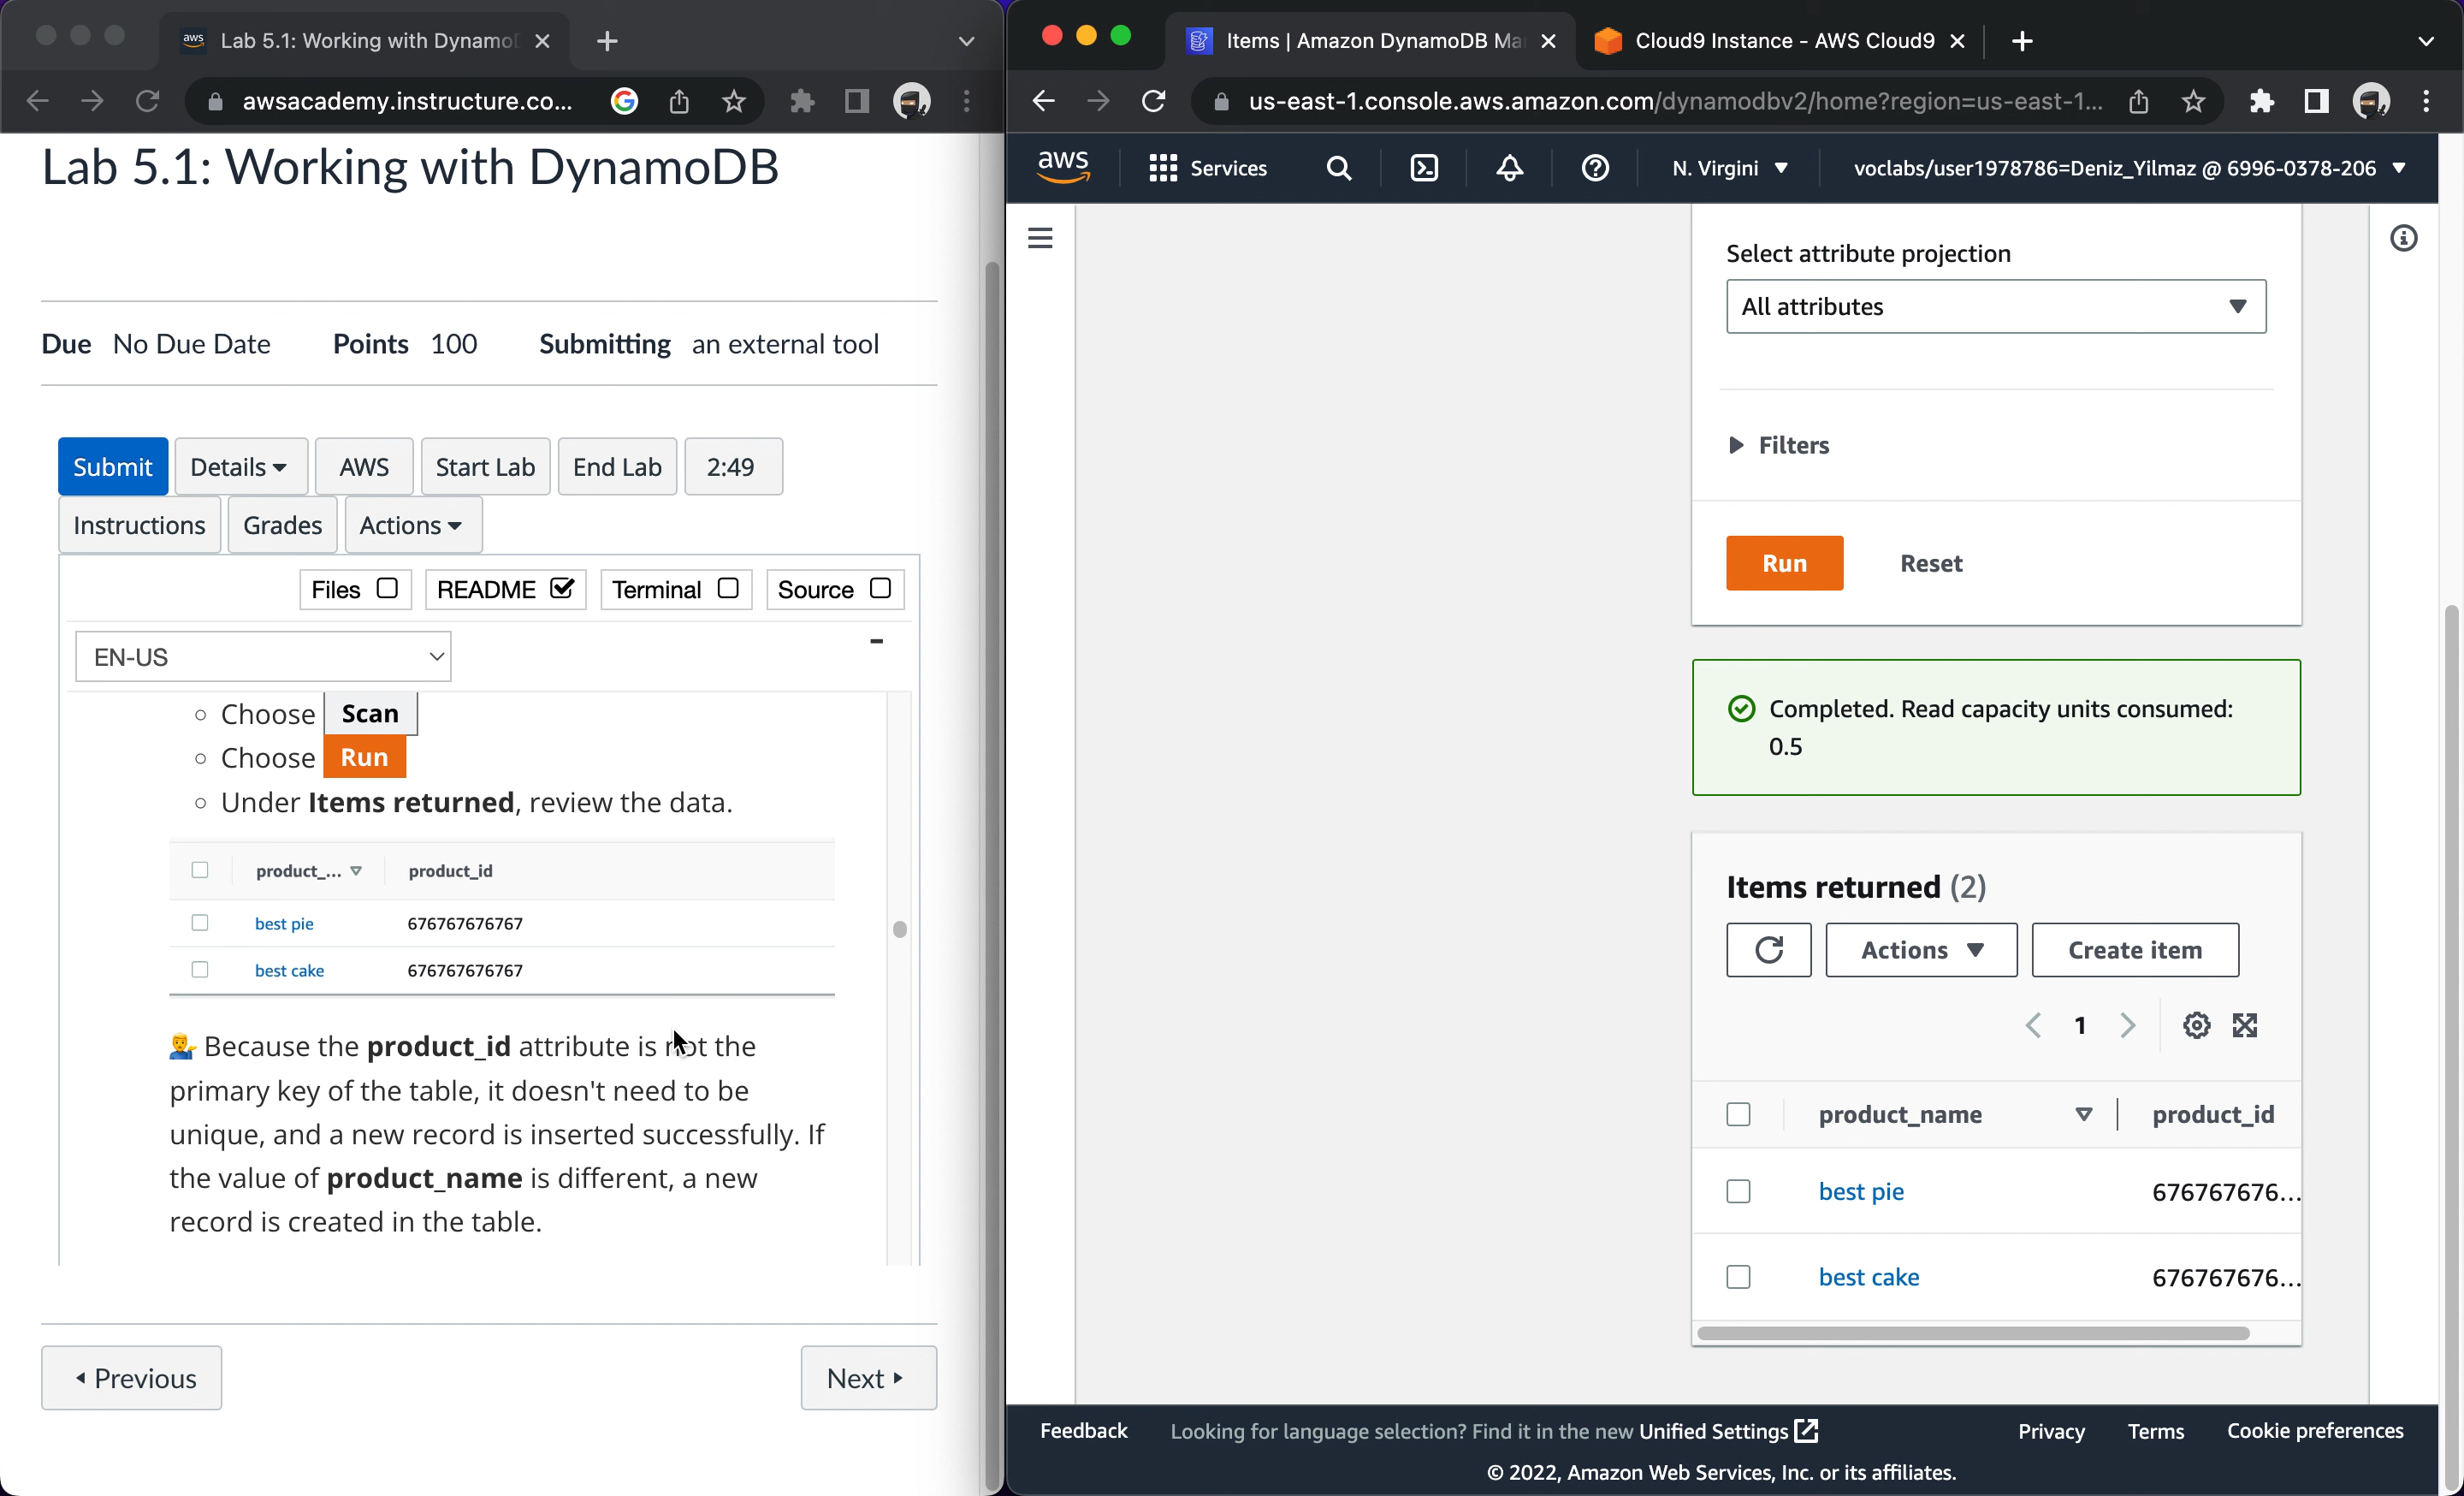 aws Lab 5.1: Working with Dynamo
awsacademy.instructure.co...
Lab 5.1: Working with DynamoDB
Due No Due Date Points 100 Submitting an external tool
Submit Details AWS Start Lab End Lab 2:49
Instructions Grades Actions
Files README Terminal Source
EN-US
Choose Scan
Choose Run
Under Items returned, review the data.
product_... product_id
best pie 676767676767
best cake 676767676767
Because the product_id attribute is not the
primary key of the table, it doesn't need to be
unique, and a new record is inserted successfully. If
the value of product_name is different, a new
record is created in the table.
Previous Next
Items | Amazon DynamoDB Ma Cloud9 Instance - AWS Cloud9
us-east-1.console.aws.amazon.com/dynamodbv2/home?region=us-east-1...
aws Services N. Virgini voclabs/user1978786=Deniz_Yilmaz @ 6996-0378-206
Select attribute projection
All attributes
Filters
Run Reset
Completed. Read capacity units consumed:
0.5
Items returned (2)
Actions Create item
1
product_name product_id
best pie 676767676...
best cake 676767676...
Feedback Looking for language selection? Find it in the new Unified Settings Privacy Terms Cookie preferences
© 2022, Amazon Web Services, Inc. or its affiliates.